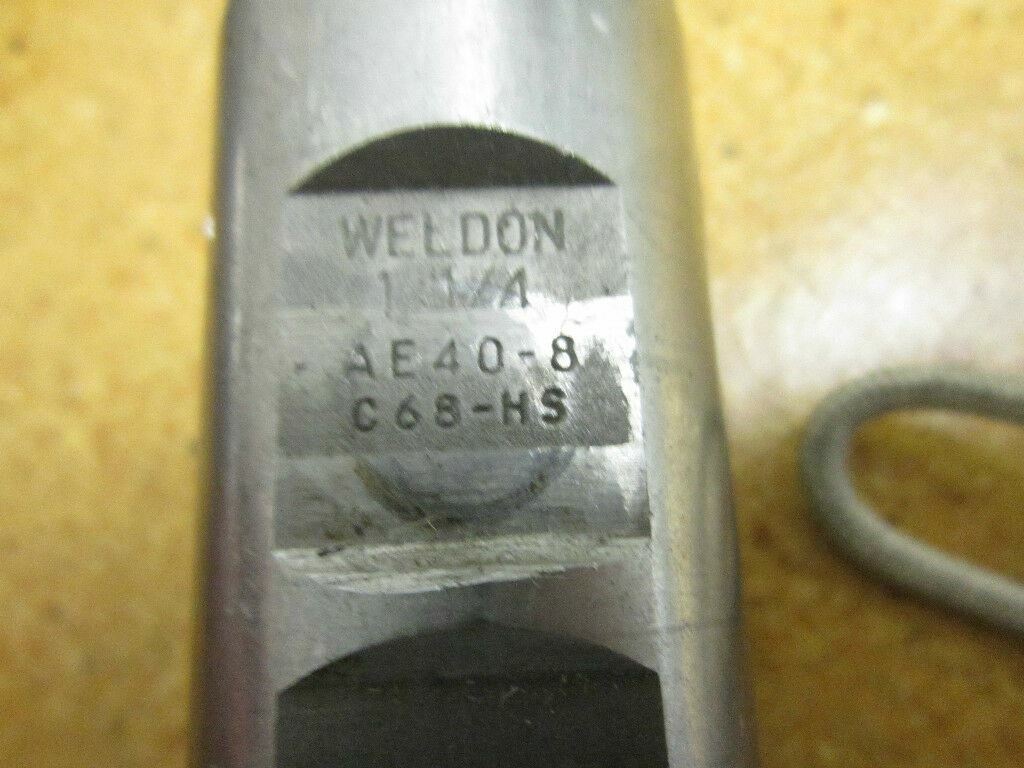 WELDON
1 1/4
AE40-8
C68-HS